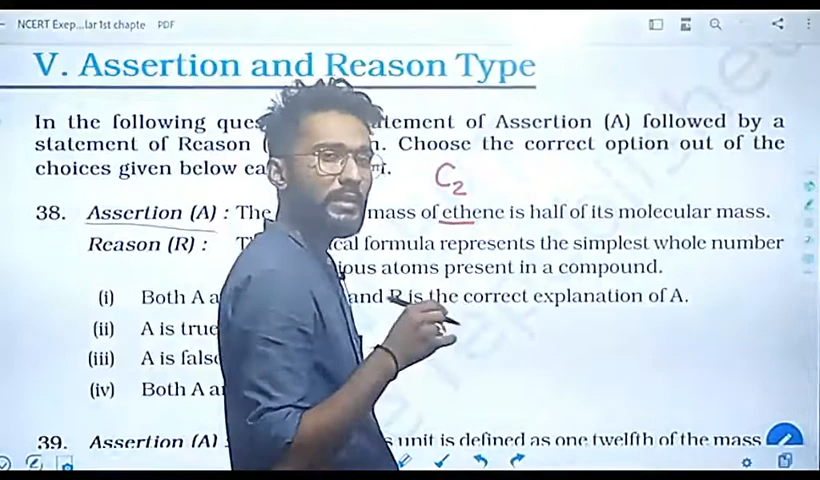 NCERT Exep...lar 1st chapte PDF
V. Assertion and Reason Type
In the following ques tement of Assertion (A) followed by a
statement of Reason ( n. Choose the correct option out of the
choices given below ca
C₂
38. Assertion (A) : The mass of ethene is half of its molecular mass.
Reason (R) : T cal formula represents the simplest whole number
ious atoms present in a compound.
(i) Both A a and R is the correct explanation of A.
(ii) A is true
(iii) A is fals
(iv) Both A a
39. Assertion (A) : s unit is defined as one twelfth of the mass